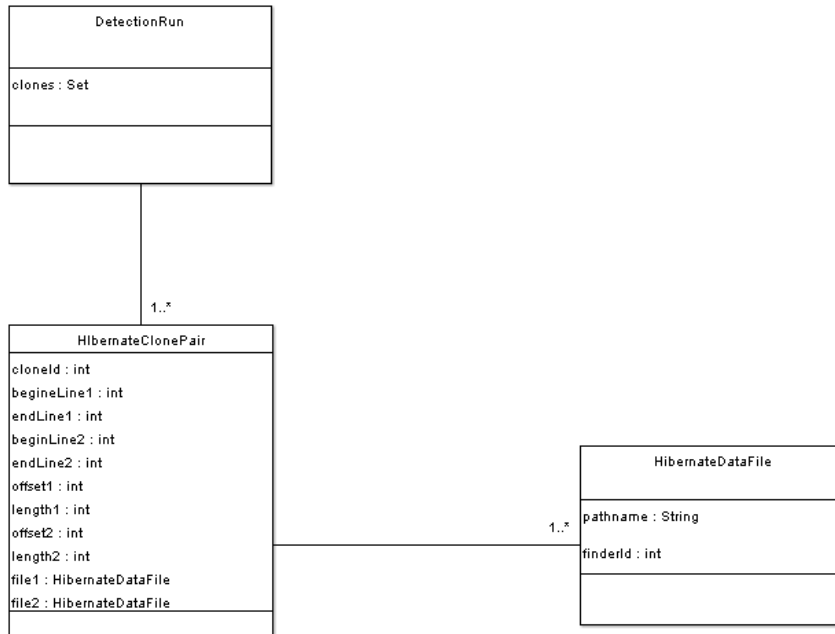 DetectionRun
clones : Set
1..*
HIbernateClonePair
cloneId : int
begineLine1 : int
endLine1 : int
beginLine2 : int
endLine2 : int
offset1 : int
length1 : int
offset2 : int
length2 : int
file1 : HibernateDataFile
file2 : HibernateDataFile
1..*
HibernateDataFile
pathname : String
finderId : int